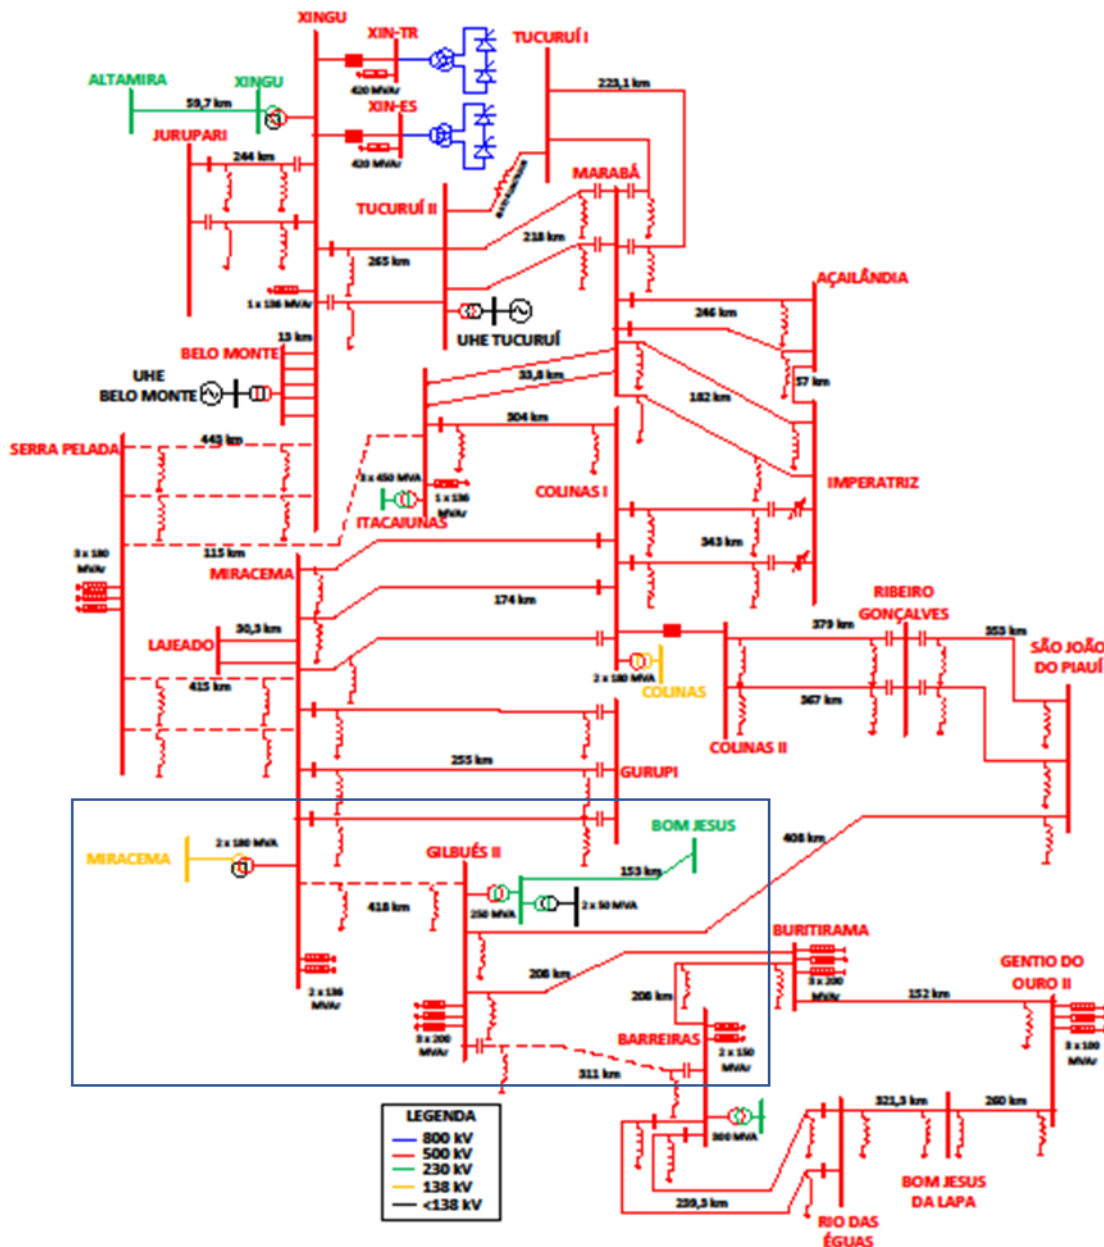 XINGU
XIN-TR
TUCURUÍ I
420 MVAr
223,1 km
ALTAMIRA
XINGU
59,7 km
XIN-ES
JURUPARI
420 MVAr
244 km
MARABÁ
TUCURUÍ II
218 km
265 km
AÇAILÂNDIA
1 x 136 MVAr
246 km
UHE TUCURUÍ
13 km
BELO MONTE
UHE
BELO MONTE
33,8 km
57 km
182 km
304 km
SERRA PELADA
443 km
3 x 450 MVA
1 x 136
MVAr
COLINAS I
IMPERATRIZ
ITACAIUNAS
343 km
115 km
3 x 180
MVAr
MIRACEMA
174 km
RIBEIRO
GONÇALVES
30,3 km
379 km
353 km
LAJEADO
SÃO JOÃO
DO PIAUÍ
2 x 180 MVA
COLINAS
415 km
367 km
COLINAS II
255 km
GURUPI
2 x 180 MVA
BOM JESUS
408 km
MIRACEMA
GILBUÉS II
153 km
250 MVA
2 x 50 MVA
418 km
BURITIRAMA
206 km
GENTIO DO
OURO II
2 x 136
MVAr
3 x 200
MVAr
206 km
152 km
3 x 200
MVAr
BARREIRAS
2 x 150
MVAr
3 x 100
MVAr
311 km
LEGENDA
800 kV
500 kV
230 kV
138 kV
<138 kV
300 MVA
321,3 km
260 km
BOM JESUS
DA LAPA
239,3 km
RIO DAS
ÉGUAS